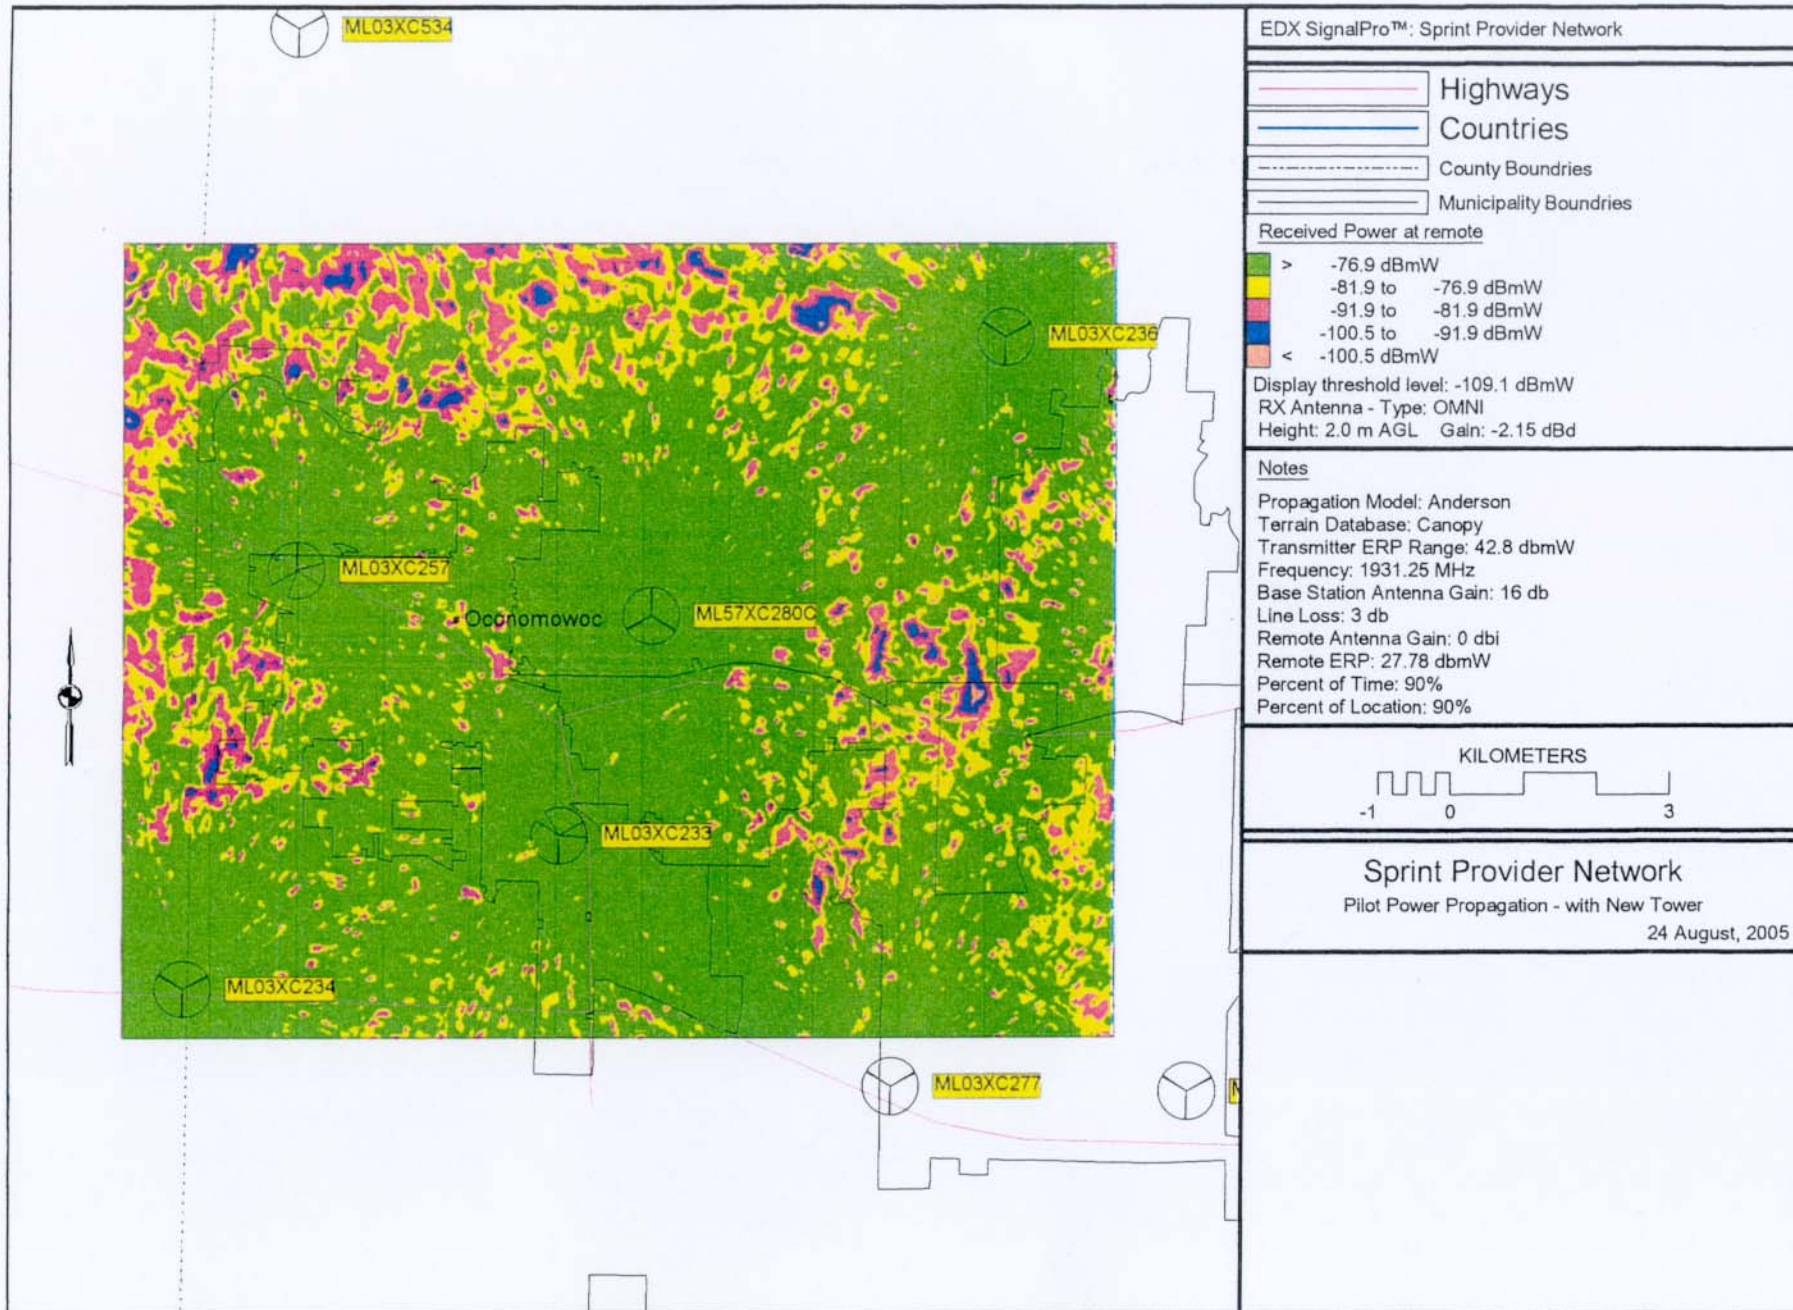 ML03XC534
ML03XC236
ML03XC257
Oconomowoc
ML57XC280C
ML03XC233
ML03XC234
ML03XC277
EDX SignalPro™: Sprint Provider Network
Highways
Countries
County Boundries
Municipality Boundries
Received Power at remote
> -76.9 dBmW
-81.9 to -76.9 dBmW
-91.9 to -81.9 dBmW
-100.5 to -91.9 dBmW
< -100.5 dBmW
Display threshold level: -109.1 dBmW
RX Antenna - Type: OMNI
Height: 2.0 m AGL Gain: -2.15 dBd
Notes
Propagation Model: Anderson
Terrain Database: Canopy
Transmitter ERP Range: 42.8 dbmW
Frequency: 1931.25 MHz
Base Station Antenna Gain: 16 db
Line Loss: 3 db
Remote Antenna Gain: 0 dbi
Remote ERP: 27.78 dbmW
Percent of Time: 90%
Percent of Location: 90%
KILOMETERS
-1 0 3
Sprint Provider Network
Pilot Power Propagation - with New Tower
24 August, 2005